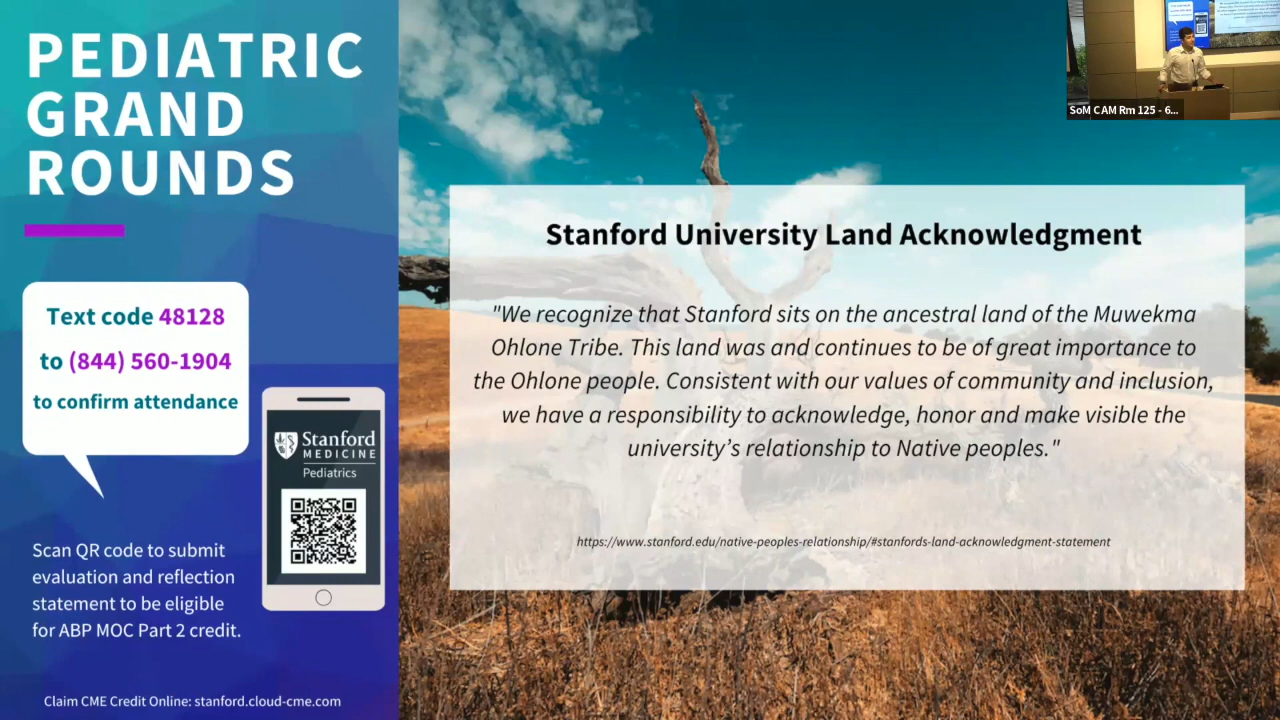 PEDIATRIC
GRAND
ROUNDS
Text code 48128
to (844) 560-1904
to confirm attendance
Stanford
MEDICINE
Pediatrics
Scan QR code to submit
evaluation and reflection
statement to be eligible
for ABP MOC Part 2 credit.
Claim CME Credit Online: stanford.cloud-cme.com
Stanford University Land Acknowledgment
"We recognize that Stanford sits on the ancestral land of the Muwekma
Ohlone Tribe. This land was and continues to be of great importance to
the Ohlone people. Consistent with our values of community and inclusion,
we have a responsibility to acknowledge, honor and make visible the
university’s relationship to Native peoples."
https://www.stanford.edu/native-peoples-relationship/#stanfords-land-acknowledgment-statement
SoM CAM Rm 125 - 6...